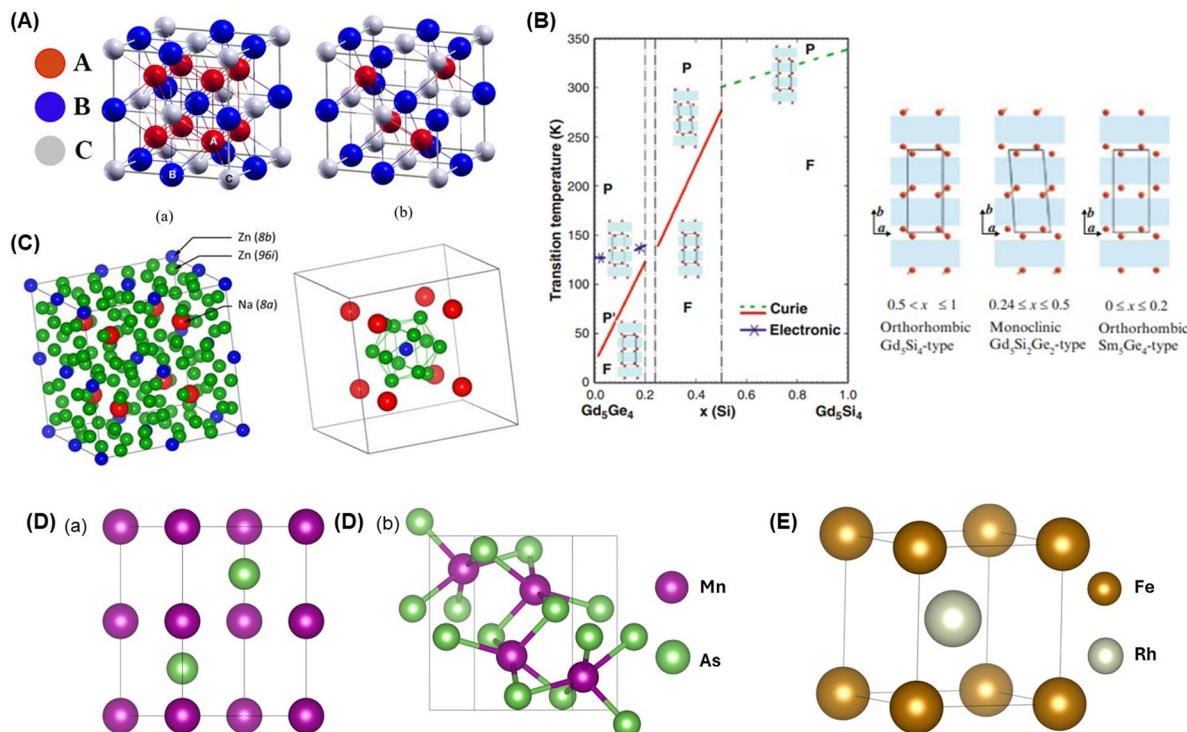 (A)
A
B
C
A
B
C
(a)
(b)
(B)
Transition temperature (K)
350
300
250
200
150
100
50
0
P
P
P
P'
F
F
F
Curie
Electronic
0.0
0.2
0.4
0.6
0.8
1.0
Gd₅Ge₄
x (Si)
Gd₅Si₄
b
a
b
a
b
a
0.5 < x ≤ 1
Orthorhombic
Gd₅Si₄-type
0.24 ≤ x ≤ 0.5
Monoclinic
Gd₅Si₂Ge₂-type
0 ≤ x ≤ 0.2
Orthorhombic
Sm₅Ge₄-type
(C)
Zn (8b)
Zn (96i)
Na (8a)
(D) (a)
(D) (b)
Mn
As
(E)
Fe
Rh